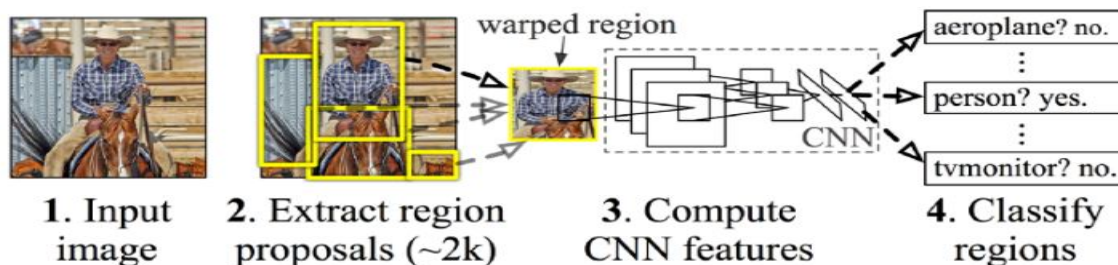 warped region
aeroplane? no.
⋮
person? yes.
⋮
tvmonitor? no.
CNN
1. Input
image
2. Extract region
proposals (~2k)
3. Compute
CNN features
4. Classify
regions